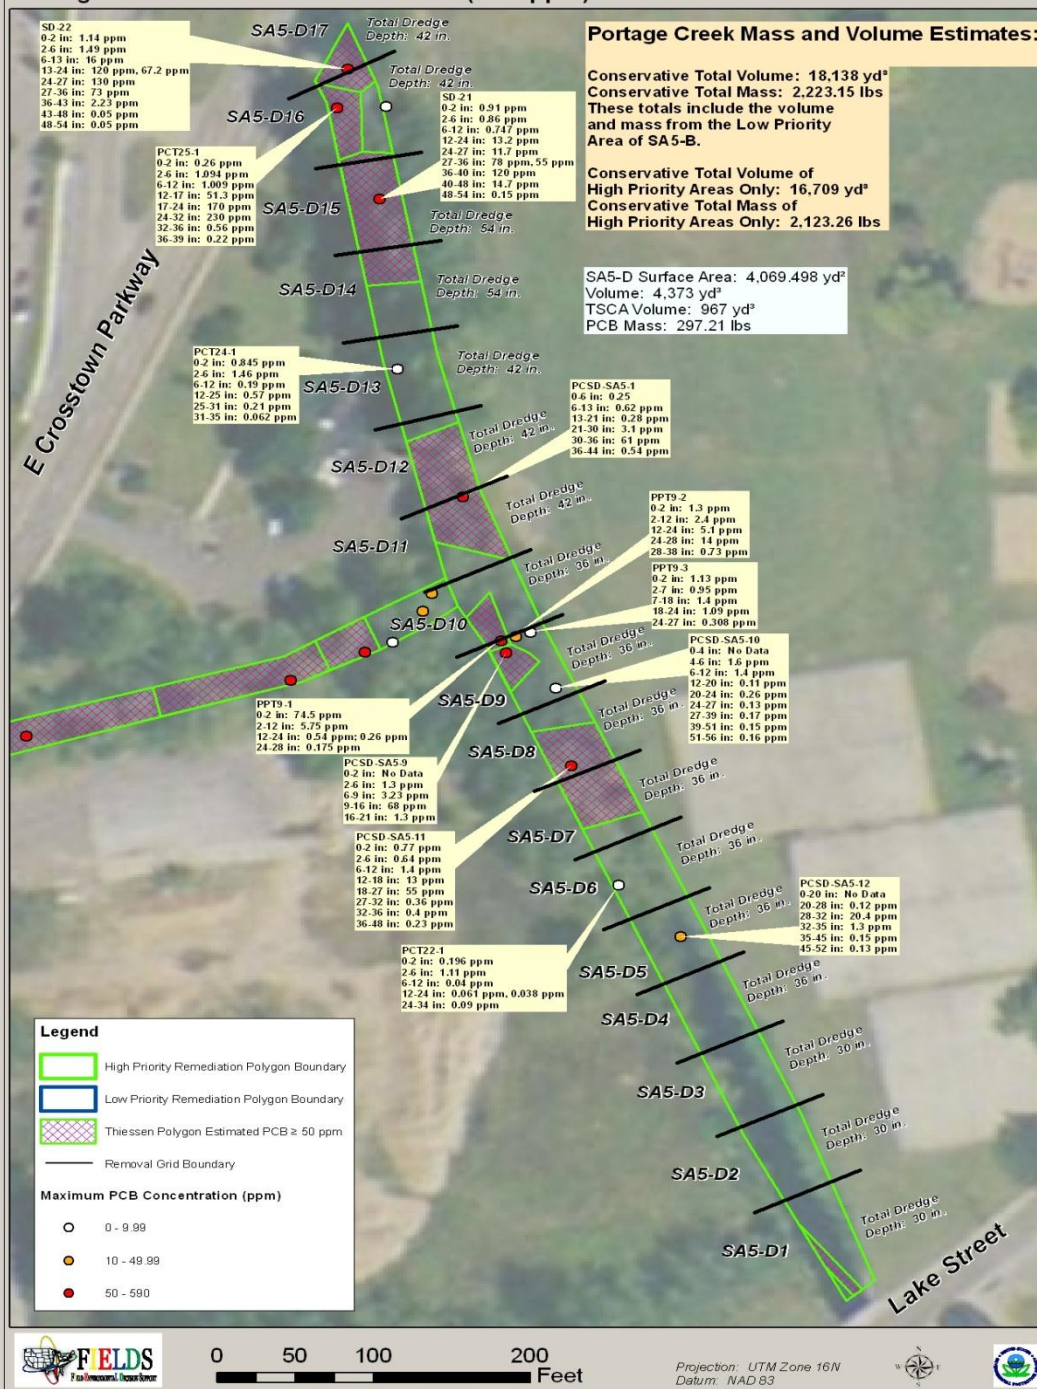 SD-22
0-2 in: 1.14 ppm
2-6 in: 1.49 ppm
6-13 in: 16 ppm
13-24 in: 120 ppm, 67.2 ppm
24-27 in: 130 ppm
27-36 in: 73 ppm
36-43 in: 2.23 ppm
43-48 in: 0.05 ppm
48-54 in: 0.05 ppm
SA5-D17
Total Dredge
Depth: 42 in.
Portage Creek Mass and Volume Estimates:
Conservative Total Volume: 18,138 yd³
Conservative Total Mass: 2,223.15 lbs
These totals include the volume
and mass from the Low Priority
Area of SA5-B.
Conservative Total Volume of
High Priority Areas Only: 16,709 yd³
Conservative Total Mass of
High Priority Areas Only: 2,123.26 lbs
Total Dredge
Depth: 42 in.
SA5-D16
SD-21
0-2 in: 0.91 ppm
2-6 in: 0.86 ppm
6-12 in: 0.747 ppm
12-24 in: 13.2 ppm
24-27 in: 11.7 ppm
27-36 in: 78 ppm, 55 ppm
36-40 in: 120 ppm
40-48 in: 14.7 ppm
48-54 in: 0.15 ppm
PCT25-1
0-2 in: 0.26 ppm
2-6 in: 1.094 ppm
6-12 in: 1.009 ppm
12-17 in: 51.3 ppm
17-24 in: 170 ppm
24-32 in: 230 ppm
32-36 in: 0.56 ppm
36-39 in: 0.22 ppm
SA5-D15
Total Dredge
Depth: 54 in.
E Crosstown Parkway
SA5-D14
Total Dredge
Depth: 54 in.
SA5-D Surface Area: 4,069.498 yd²
Volume: 4,373 yd³
TSCA Volume: 967 yd³
PCB Mass: 297.21 lbs
PCT24-1
0-2 in: 0.845 ppm
2-6 in: 1.46 ppm
6-12 in: 0.19 ppm
12-25 in: 0.57 ppm
25-31 in: 0.21 ppm
31-35 in: 0.062 ppm
SA5-D13
Total Dredge
Depth: 42 in.
PCSD-SA5-1
0-6 in: 0.25
6-13 in: 0.62 ppm
13-21 in: 0.28 ppm
21-30 in: 3.1 ppm
30-36 in: 61 ppm
36-44 in: 0.54 ppm
SA5-D12
Total Dredge
Depth: 42 in.
SA5-D11
Total Dredge
Depth: 42 in.
PPT9-2
0-2 in: 1.3 ppm
2-12 in: 2.4 ppm
12-24 in: 5.1 ppm
24-28 in: 14 ppm
28-38 in: 0.73 ppm
Total Dredge
Depth: 36 in.
PPT9-3
0-2 in: 1.13 ppm
2-7 in: 0.95 ppm
7-18 in: 1.4 ppm
18-24 in: 1.09 ppm
24-27 in: 0.308 ppm
SA5-D10
Total Dredge
Depth: 36 in.
PCSD-SA5-10
0-4 in: No Data
4-6 in: 1.6 ppm
6-12 in: 1.4 ppm
12-20 in: 0.11 ppm
20-24 in: 0.26 ppm
24-27 in: 0.13 ppm
27-39 in: 0.17 ppm
39-51 in: 0.15 ppm
51-56 in: 0.16 ppm
SA5-D9
PPT9-1
0-2 in: 74.5 ppm
2-12 in: 5.75 ppm
12-24 in: 0.54 ppm; 0.26 ppm
24-28 in: 0.175 ppm
Total Dredge
Depth: 36 in.
SA5-D8
PCSD-SA5-9
0-2 in: No Data
2-6 in: 1.3 ppm
6-9 in: 3.23 ppm
9-16 in: 68 ppm
16-21 in: 1.3 ppm
Total Dredge
Depth: 36 in.
SA5-D7
PCSD-SA5-11
0-2 in: 0.77 ppm
2-6 in: 0.64 ppm
6-12 in: 1.4 ppm
12-18 in: 13 ppm
18-27 in: 55 ppm
27-32 in: 0.36 ppm
32-36 in: 0.4 ppm
36-48 in: 0.23 ppm
Total Dredge
Depth: 36 in.
SA5-D6
Total Dredge
Depth: 36 in.
PCSD-SA5-12
0-20 in: No Data
20-28 in: 0.12 ppm
28-32 in: 20.4 ppm
32-35 in: 1.3 ppm
35-45 in: 0.15 ppm
45-52 in: 0.13 ppm
PCT22-1
0-2 in: 0.196 ppm
2-6 in: 1.11 ppm
6-12 in: 0.04 ppm
12-24 in: 0.061 ppm, 0.038 ppm
24-34 in: 0.09 ppm
SA5-D5
Total Dredge
Depth: 36 in.
SA5-D4
Total Dredge
Depth: 30 in.
SA5-D3
Total Dredge
Depth: 30 in.
SA5-D2
Total Dredge
Depth: 30 in.
SA5-D1
Lake Street
Legend
High Priority Remediation Polygon Boundary
Low Priority Remediation Polygon Boundary
Thiessen Polygon Estimated PCB ≥ 50 ppm
Removal Grid Boundary
Maximum PCB Concentration (ppm)
0 - 9.99
10 - 49.99
50 - 590
FIELDS
0 50 100 200
Feet
Projection: UTM Zone 16N
Datum: NAD 83